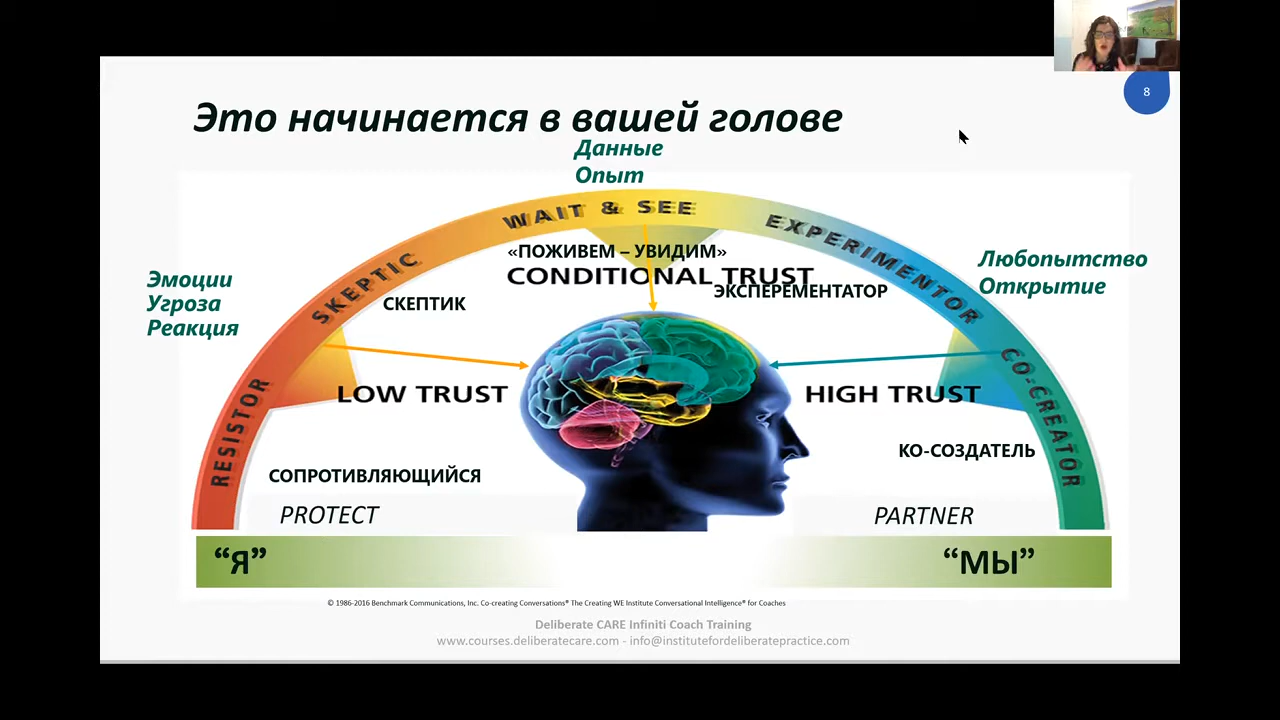 8
Это начинается в вашей голове
Данные
Опыт
WAIT & SEE
EXPERIMENTOR
SKEPTIC
«ПОЖИВЕМ – УВИДИМ»
CONDITIONAL TRUST
ЭКСПЕРЕМЕНТАТОР
СКЕПТИК
Любопытство
Открытие
Эмоции
Угроза
Реакция
LOW TRUST
HIGH TRUST
RESISTOR
CO-CREATOR
КО-СОЗДАТЕЛЬ
СОПРОТИВЛЯЮЩИЙСЯ
PROTECT
PARTNER
“Я”
“МЫ”
© 1986-2016 Benchmark Communications, Inc. Co-creating Conversations® The Creating WE Institute Conversational Intelligence® for Coaches
Deliberate CARE Infiniti Coach Training
www.courses.deliberatecare.com - info@institutefordeliberatepractice.com